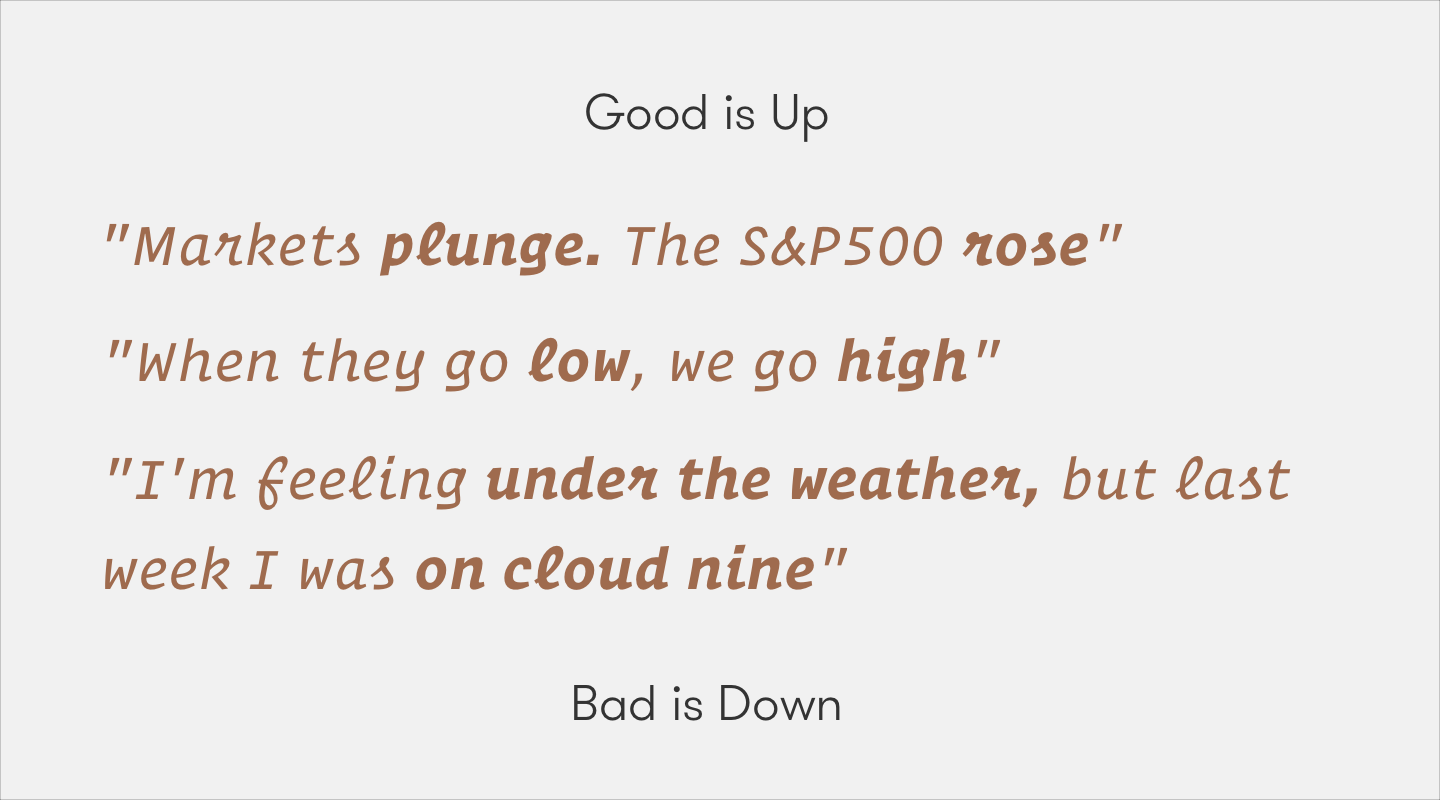 Good is Up
"Markets plunge. The S&P500 rose"
"When they go low, we go high"
"I'm feeling under the weather, but last
week I was on cloud nine"
Bad is Down